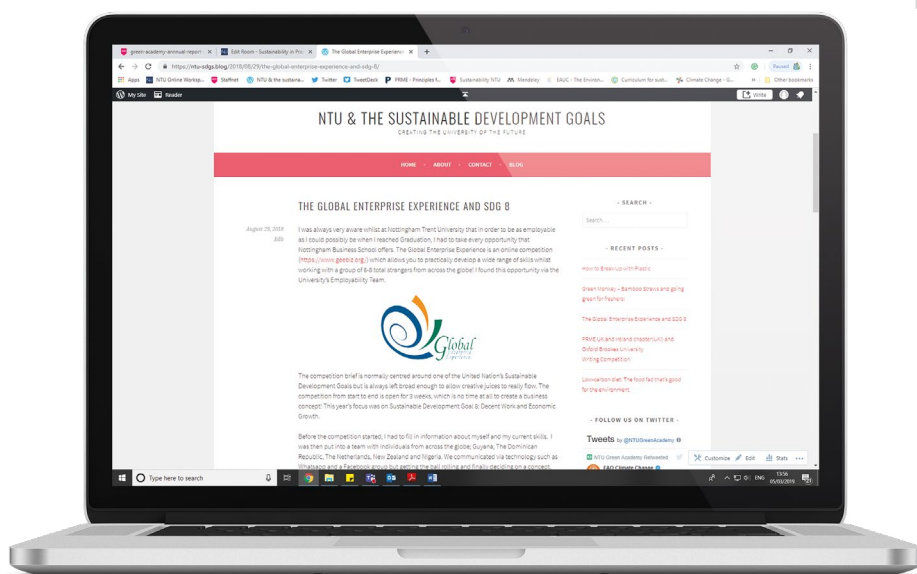 green-academy-annual-report
Edit Room - Sustainability in Prac
The Global Enterprise Experience
https://ntu-sdgs.blog/2018/08/29/the-global-enterprise-experience-and-sdg-8/
Paused
Apps
NTU Online Worksp...
Staffnet
NTU & the sustaina...
Twitter
TweetDeck
PRME - Principles f...
Sustainability NTU
Mendeley
EAUC - The Environ...
Curriculum for sust...
Climate Change - G...
Other bookmarks
My Site
Reader
Write
NTU & THE SUSTAINABLE DEVELOPMENT GOALS
CREATING THE UNIVERSITY OF THE FUTURE
HOME
ABOUT
CONTACT
BLOG
THE GLOBAL ENTERPRISE EXPERIENCE AND SDG 8
August 29, 2018
Edit
I was always very aware whilst at Nottingham Trent University that in order to be as employable
as I could possibly be when I reached Graduation, I had to take every opportunity that
Nottingham Business School offers. The Global Enterprise Experience is an online competition
(https://www.geebiz.org/) which allows you to practically develop a wide range of skills whilst
working with a group of 6-8 total strangers from across the globe! I found this opportunity via the
University's Employability Team.
Global
Enterprise
Experience
The competition brief is normally centred around one of the United Nation's Sustainable
Development Goals but is always left broad enough to allow creative juices to really flow. The
competition from start to end is open for 3 weeks, which is no time at all to create a business
concept! This year's focus was on Sustainable Development Goal 8: Decent Work and Economic
Growth.
Before the competition started, I had to fill in information about myself and my current skills. I
was then put into a team with individuals from across the globe; Guyana, The Dominican
Republic, The Netherlands, New Zealand and Nigeria. We communicated via technology such as
Whatsapp and a Facebook group but getting the ball rolling and finally deciding on a concept,
- SEARCH -
Search …
- RECENT POSTS -
How to Break Up with Plastic
Green Monkey – Bamboo Straws and going
green for freshers!
The Global Enterprise Experience and SDG 8
PRME UK and Ireland chapter(UKI) and
Oxford Brookes University
Writing Competition
Low-carbon diet: The food fad that's good
for the environment
- FOLLOW US ON TWITTER -
Tweets by @NTUGreenAcademy
NTU Green Academy Retweeted
FAO Climate Change
Customize
Edit
Stats
Type here to search
ENG
13:56
05/03/2019